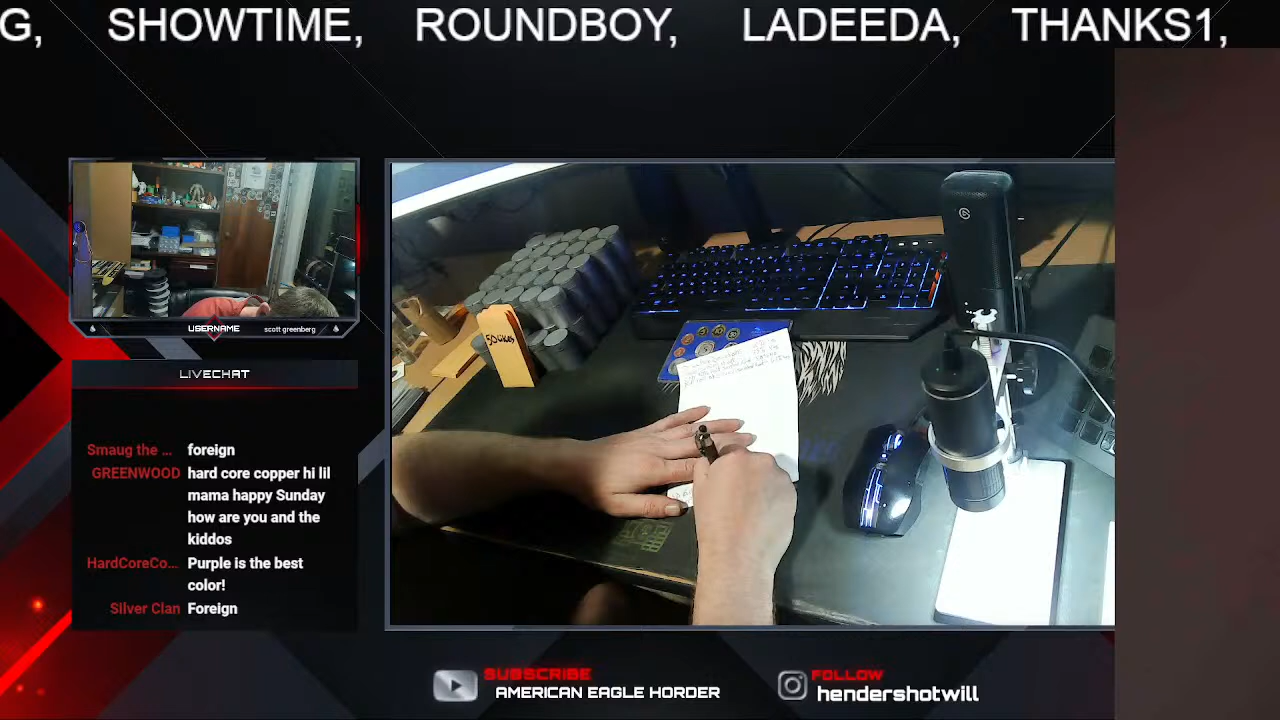 G, SHOWTIME, ROUNDBOY, LADEEDA, THANKS1,
USERNAME scott greenberg
LIVECHAT
Smaug the ... foreign
GREENWOOD hard core copper hi lil
mama happy Sunday
how are you and the
kiddos
HardCoreCo... Purple is the best
color!
Silver Clan Foreign
SUBSCRIBE
AMERICAN EAGLE HORDER
FOLLOW
hendershotwill